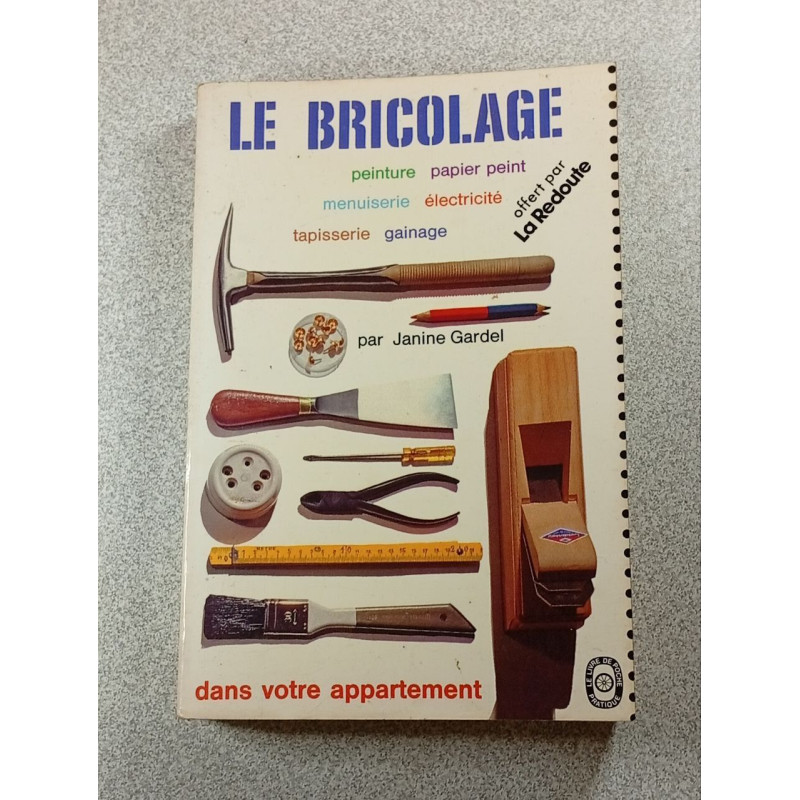 LE BRICOLAGE
peinture papier peint
menuiserie électricité
tapisserie gainage
offert par
La Redoute
par Janine Gardel
30
dans votre appartement
LE LIVRE DE POCHE
PRATIQUE